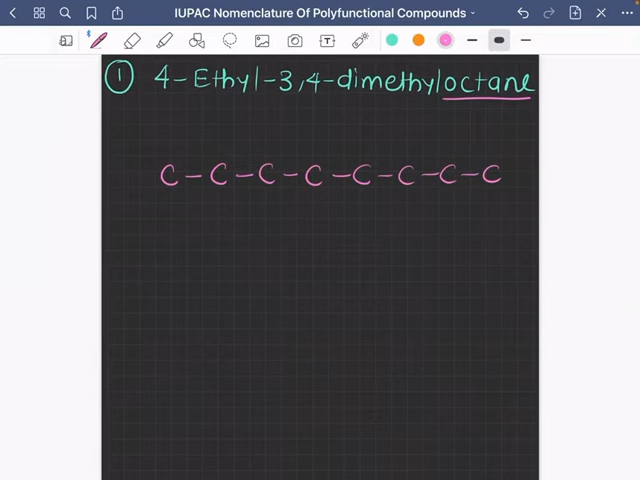 IUPAC Nomenclature Of Polyfunctional Compounds
T
① 4-Ethyl-3,4-dimethyloctane
C-C-C-C-C-C-C-C